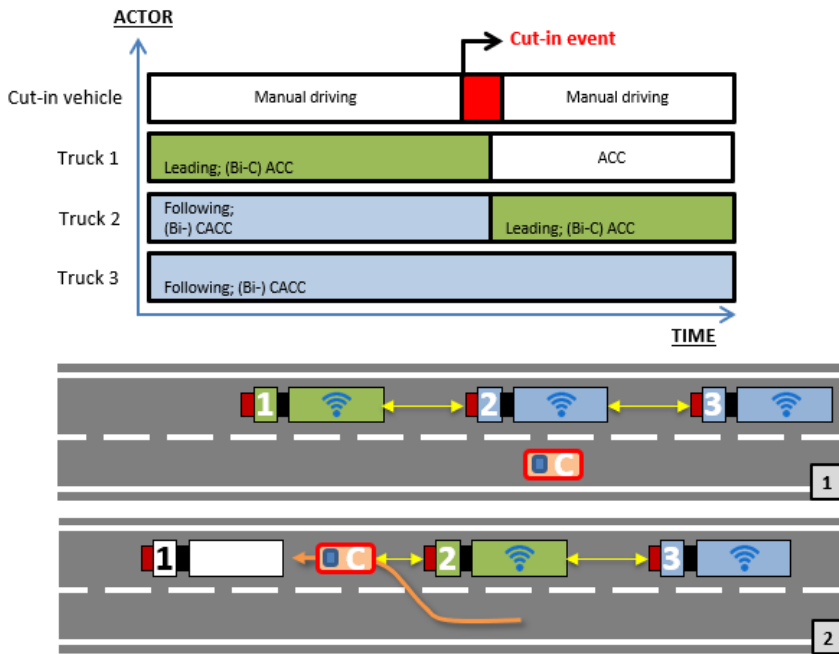 ACTOR
Cut-in event
Cut-in vehicle
Manual driving
Manual driving
Truck 1
Leading; (Bi-C) ACC
ACC
Truck 2
Following;
(Bi-) CACC
Leading; (Bi-C) ACC
Truck 3
Following; (Bi-) CACC
TIME
1
2
3
C
1
1
C
2
3
2